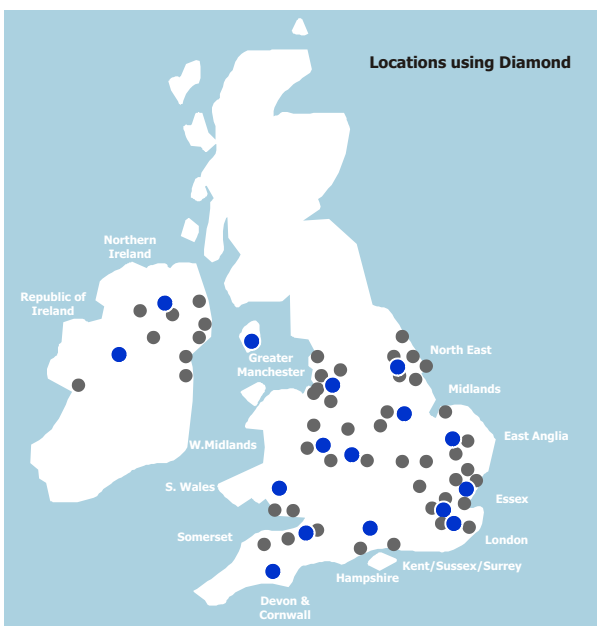 Locations using Diamond
Northern
Ireland
Republic of
Ireland
Greater
Manchester
North East
Midlands
East Anglia
W.Midlands
S. Wales
Essex
Somerset
London
Kent/Sussex/Surrey
Hampshire
Devon &
Cornwall